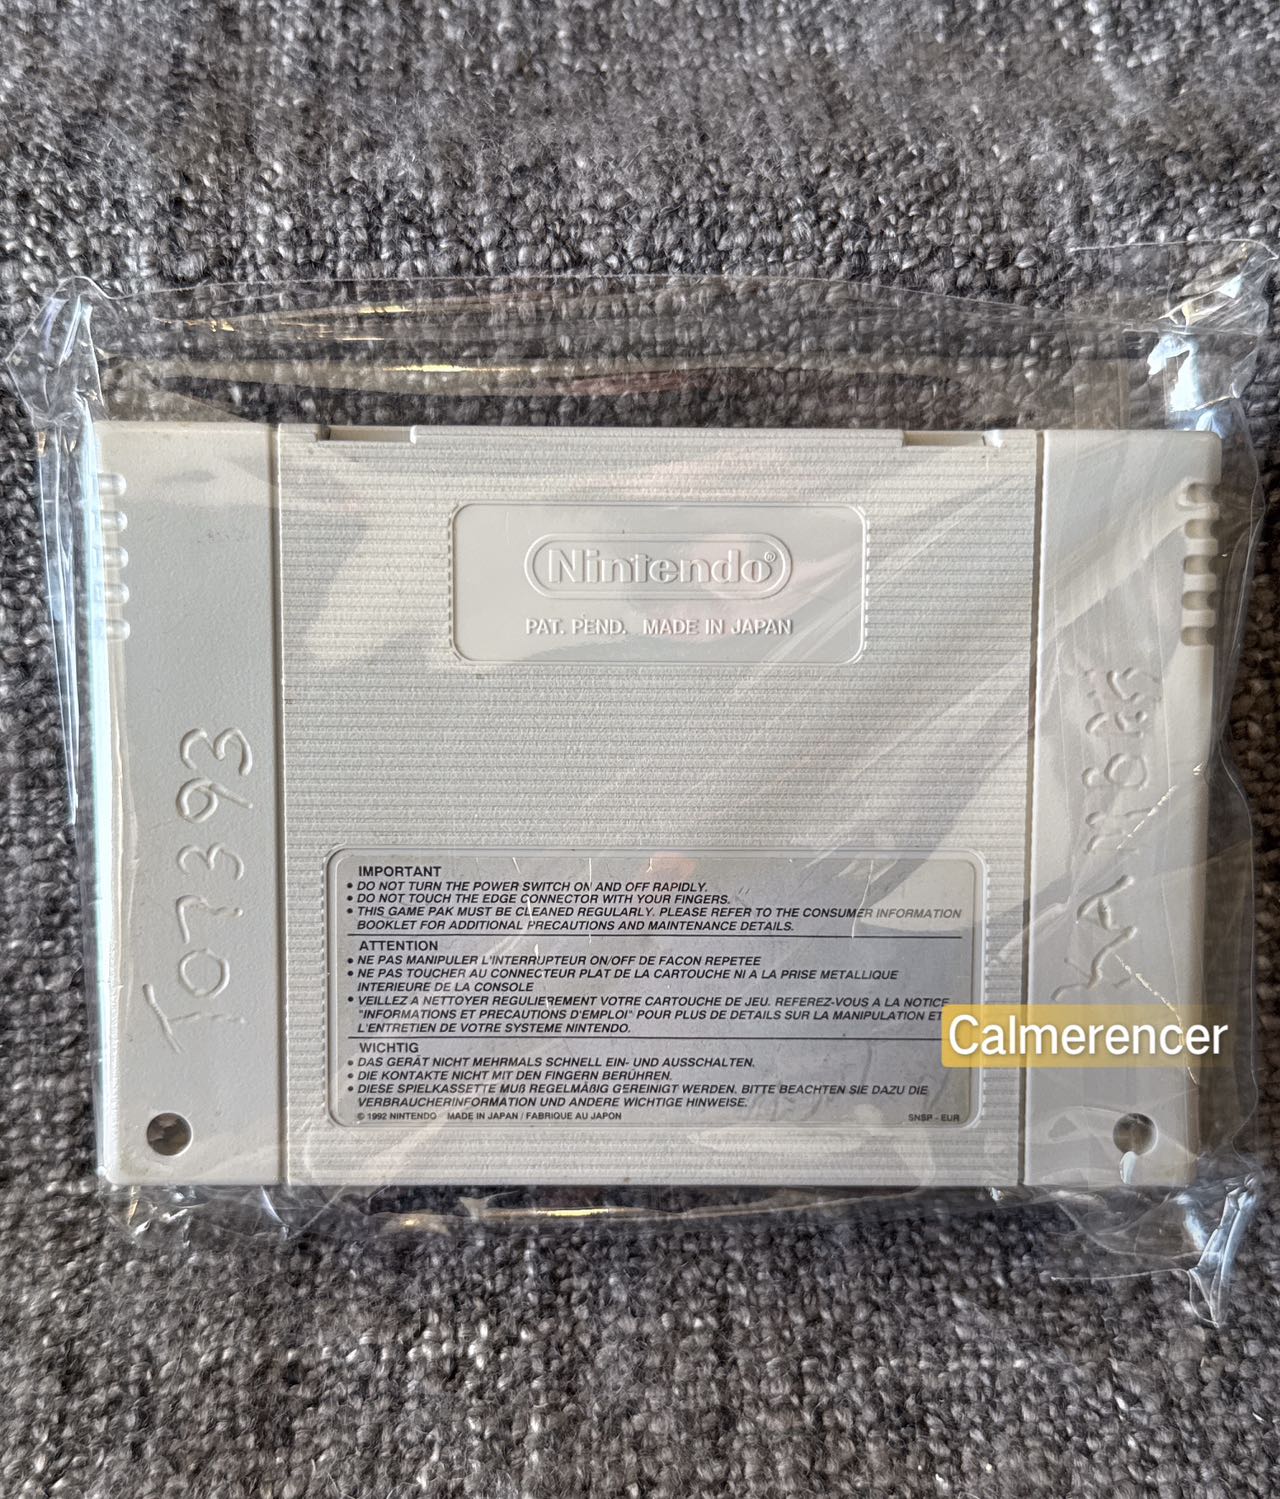 Nintendo®
PAT. PEND. MADE IN JAPAN
T07393
IMPORTANT
• DO NOT TURN THE POWER SWITCH ON AND OFF RAPIDLY.
• DO NOT TOUCH THE EDGE CONNECTOR WITH YOUR FINGERS.
• THIS GAME PAK MUST BE CLEANED REGULARLY. PLEASE REFER TO THE CONSUMER INFORMATION
BOOKLET FOR ADDITIONAL PRECAUTIONS AND MAINTENANCE DETAILS.
ATTENTION
• NE PAS MANIPULER L'INTERRUPTEUR ON/OFF DE FACON REPETEE
• NE PAS TOUCHER AU CONNECTEUR PLAT DE LA CARTOUCHE NI A LA PRISE METALLIQUE
INTERIEURE DE LA CONSOLE
• VEILLEZ A NETTOYER REGULIEREMENT VOTRE CARTOUCHE DE JEU. REFEREZ-VOUS A LA NOTICE
"INFORMATIONS ET PRECAUTIONS D'EMPLOI" POUR PLUS DE DETAILS SUR LA MANIPULATION ET
L'ENTRETIEN DE VOTRE SYSTEME NINTENDO.
WICHTIG
• DAS GERÄT NICHT MEHRMALS SCHNELL EIN- UND AUSSCHALTEN.
• DIE KONTAKTE NICHT MIT DEN FINGERN BERÜHREN.
• DIESE SPIELKASSETTE MUß REGELMÄßIG GEREINIGT WERDEN. BITTE BEACHTEN SIE DAZU DIE
VERBRAUCHERINFORMATION UND ANDERE WICHTIGE HINWEISE.
© 1992 NINTENDO MADE IN JAPAN / FABRIQUE AU JAPON SNSP - EUR
Calmerencer